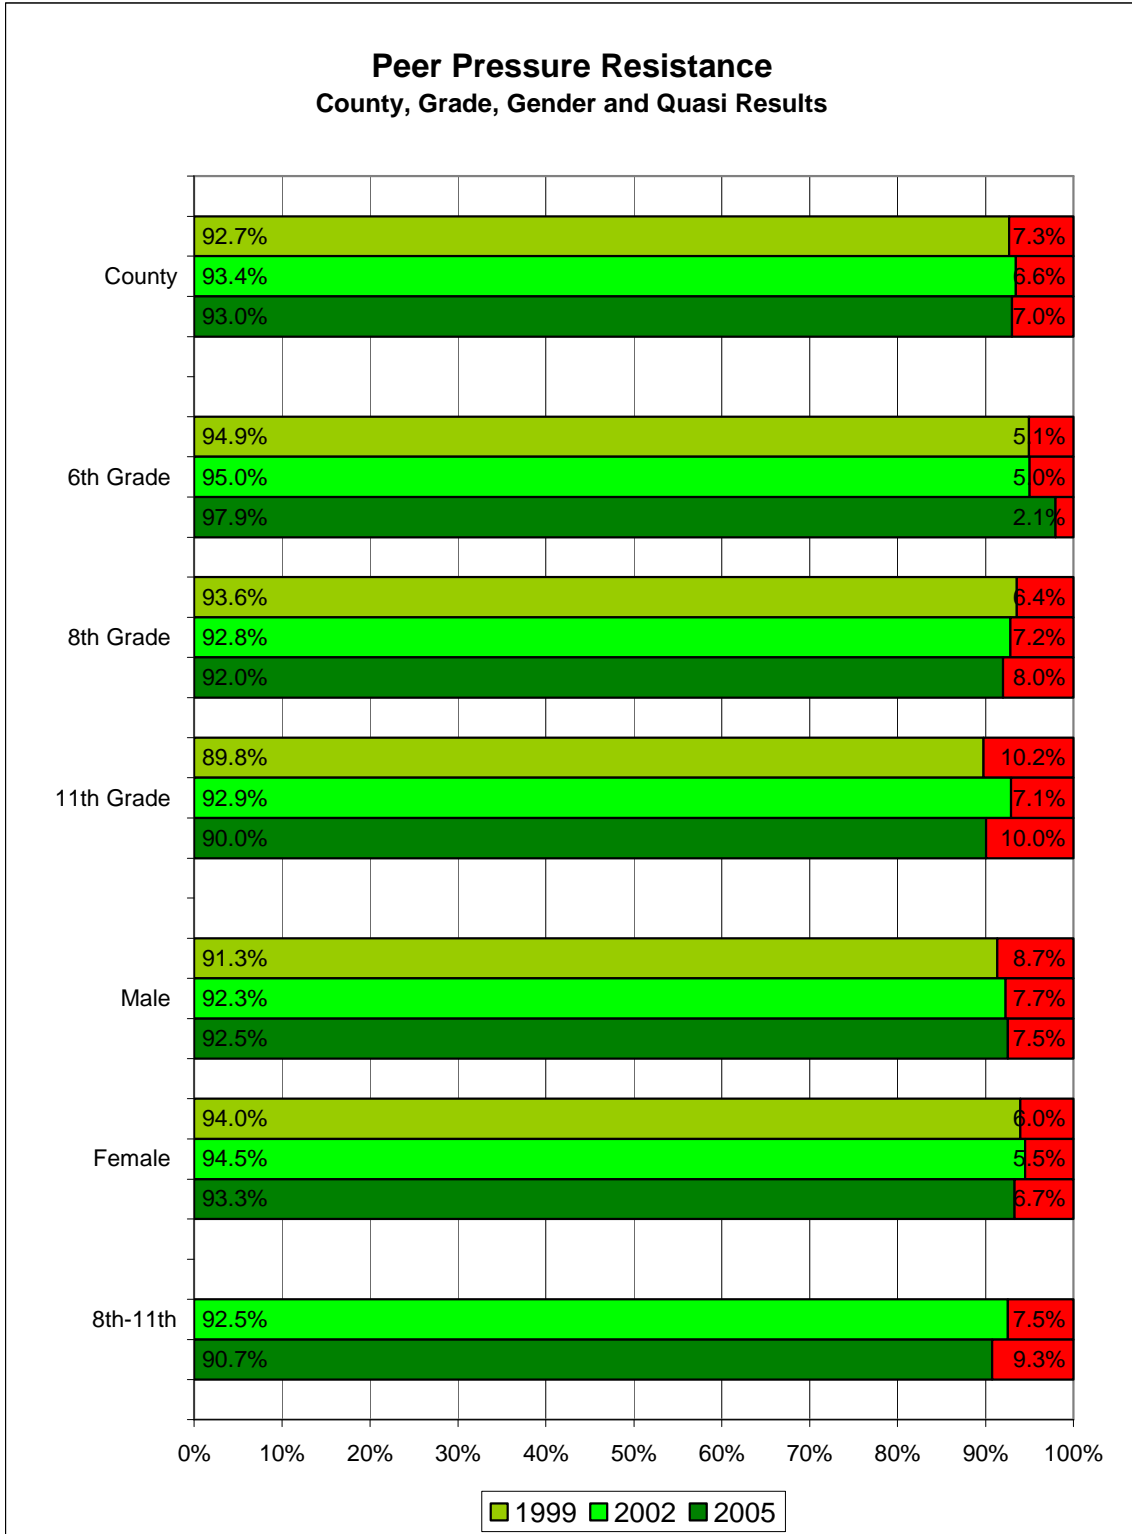 Peer Pressure Resistance
County, Grade, Gender and Quasi Results
92.7% 7.3%
County 93.4% 6.6%
93.0% 7.0%
94.9% 5.1%
6th Grade 95.0% 5.0%
97.9% 2.1%
93.6% 6.4%
8th Grade 92.8% 7.2%
92.0% 8.0%
89.8% 10.2%
11th Grade 92.9% 7.1%
90.0% 10.0%
91.3% 8.7%
Male 92.3% 7.7%
92.5% 7.5%
94.0% 6.0%
Female 94.5% 5.5%
93.3% 6.7%
8th-11th 92.5% 7.5%
90.7% 9.3%
0% 10% 20% 30% 40% 50% 60% 70% 80% 90% 100%
1999 2002 2005